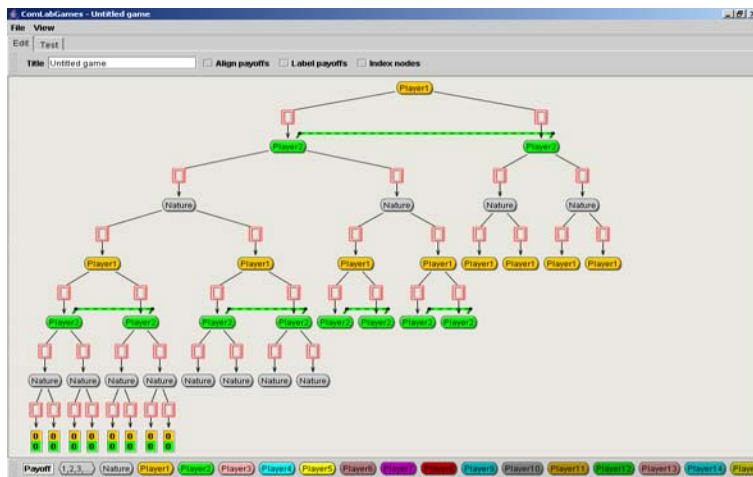 ComLabGames - Untitled game
File View
Edit Test
Title Untitled game Align payoffs Label payoffs Index nodes
Player1
Player2 Player2
Nature Nature Nature Nature
Player1 Player1 Player1 Player1 Player1 Player1 Player1 Player1
Player2 Player2 Player2 Player2 Player2 Player2 Player2 Player2
Nature Nature Nature Nature Nature Nature Nature Nature
0 0 0 0 0 0 0 0
0 0 0 0 0 0 0 0
Payoff 1,2,3,... Nature Player1 Player2 Player3 Player4 Player5 Player6 Player7 Player8 Player9 Player10 Player11 Player12 Player13 Player14 Playe